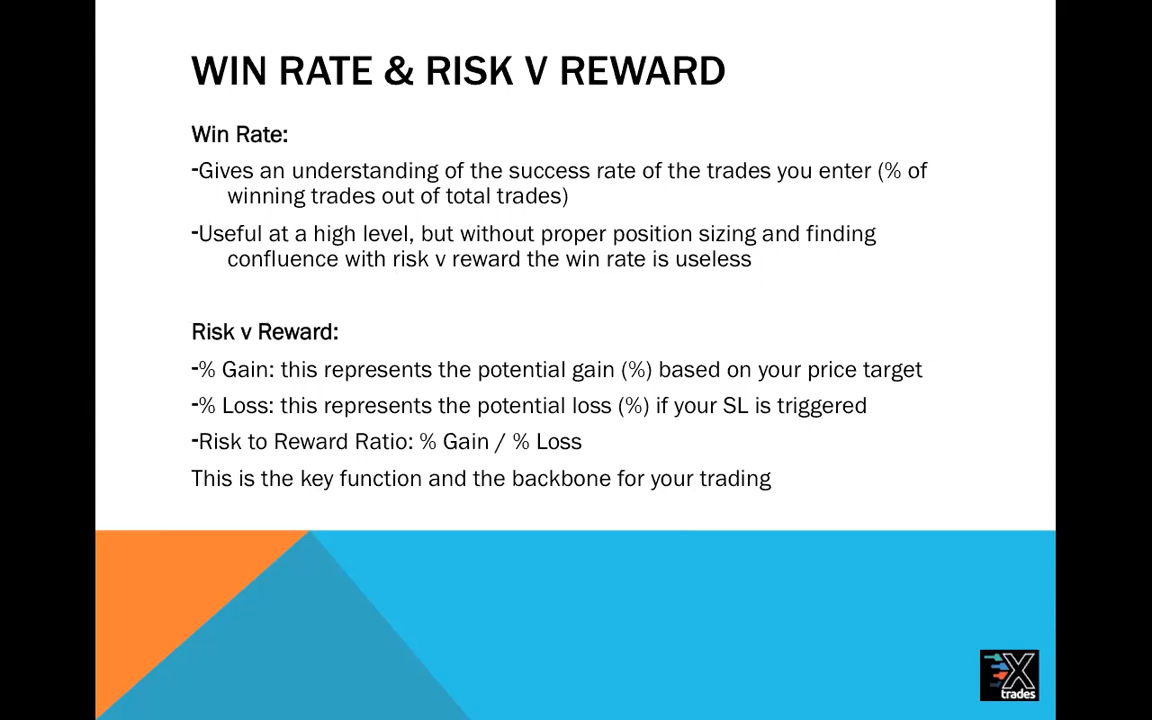 WIN RATE & RISK V REWARD
Win Rate:
-Gives an understanding of the success rate of the trades you enter (% of
winning trades out of total trades)
-Useful at a high level, but without proper position sizing and finding
confluence with risk v reward the win rate is useless
Risk v Reward:
-% Gain: this represents the potential gain (%) based on your price target
-% Loss: this represents the potential loss (%) if your SL is triggered
-Risk to Reward Ratio: % Gain / % Loss
This is the key function and the backbone for your trading
X
trades